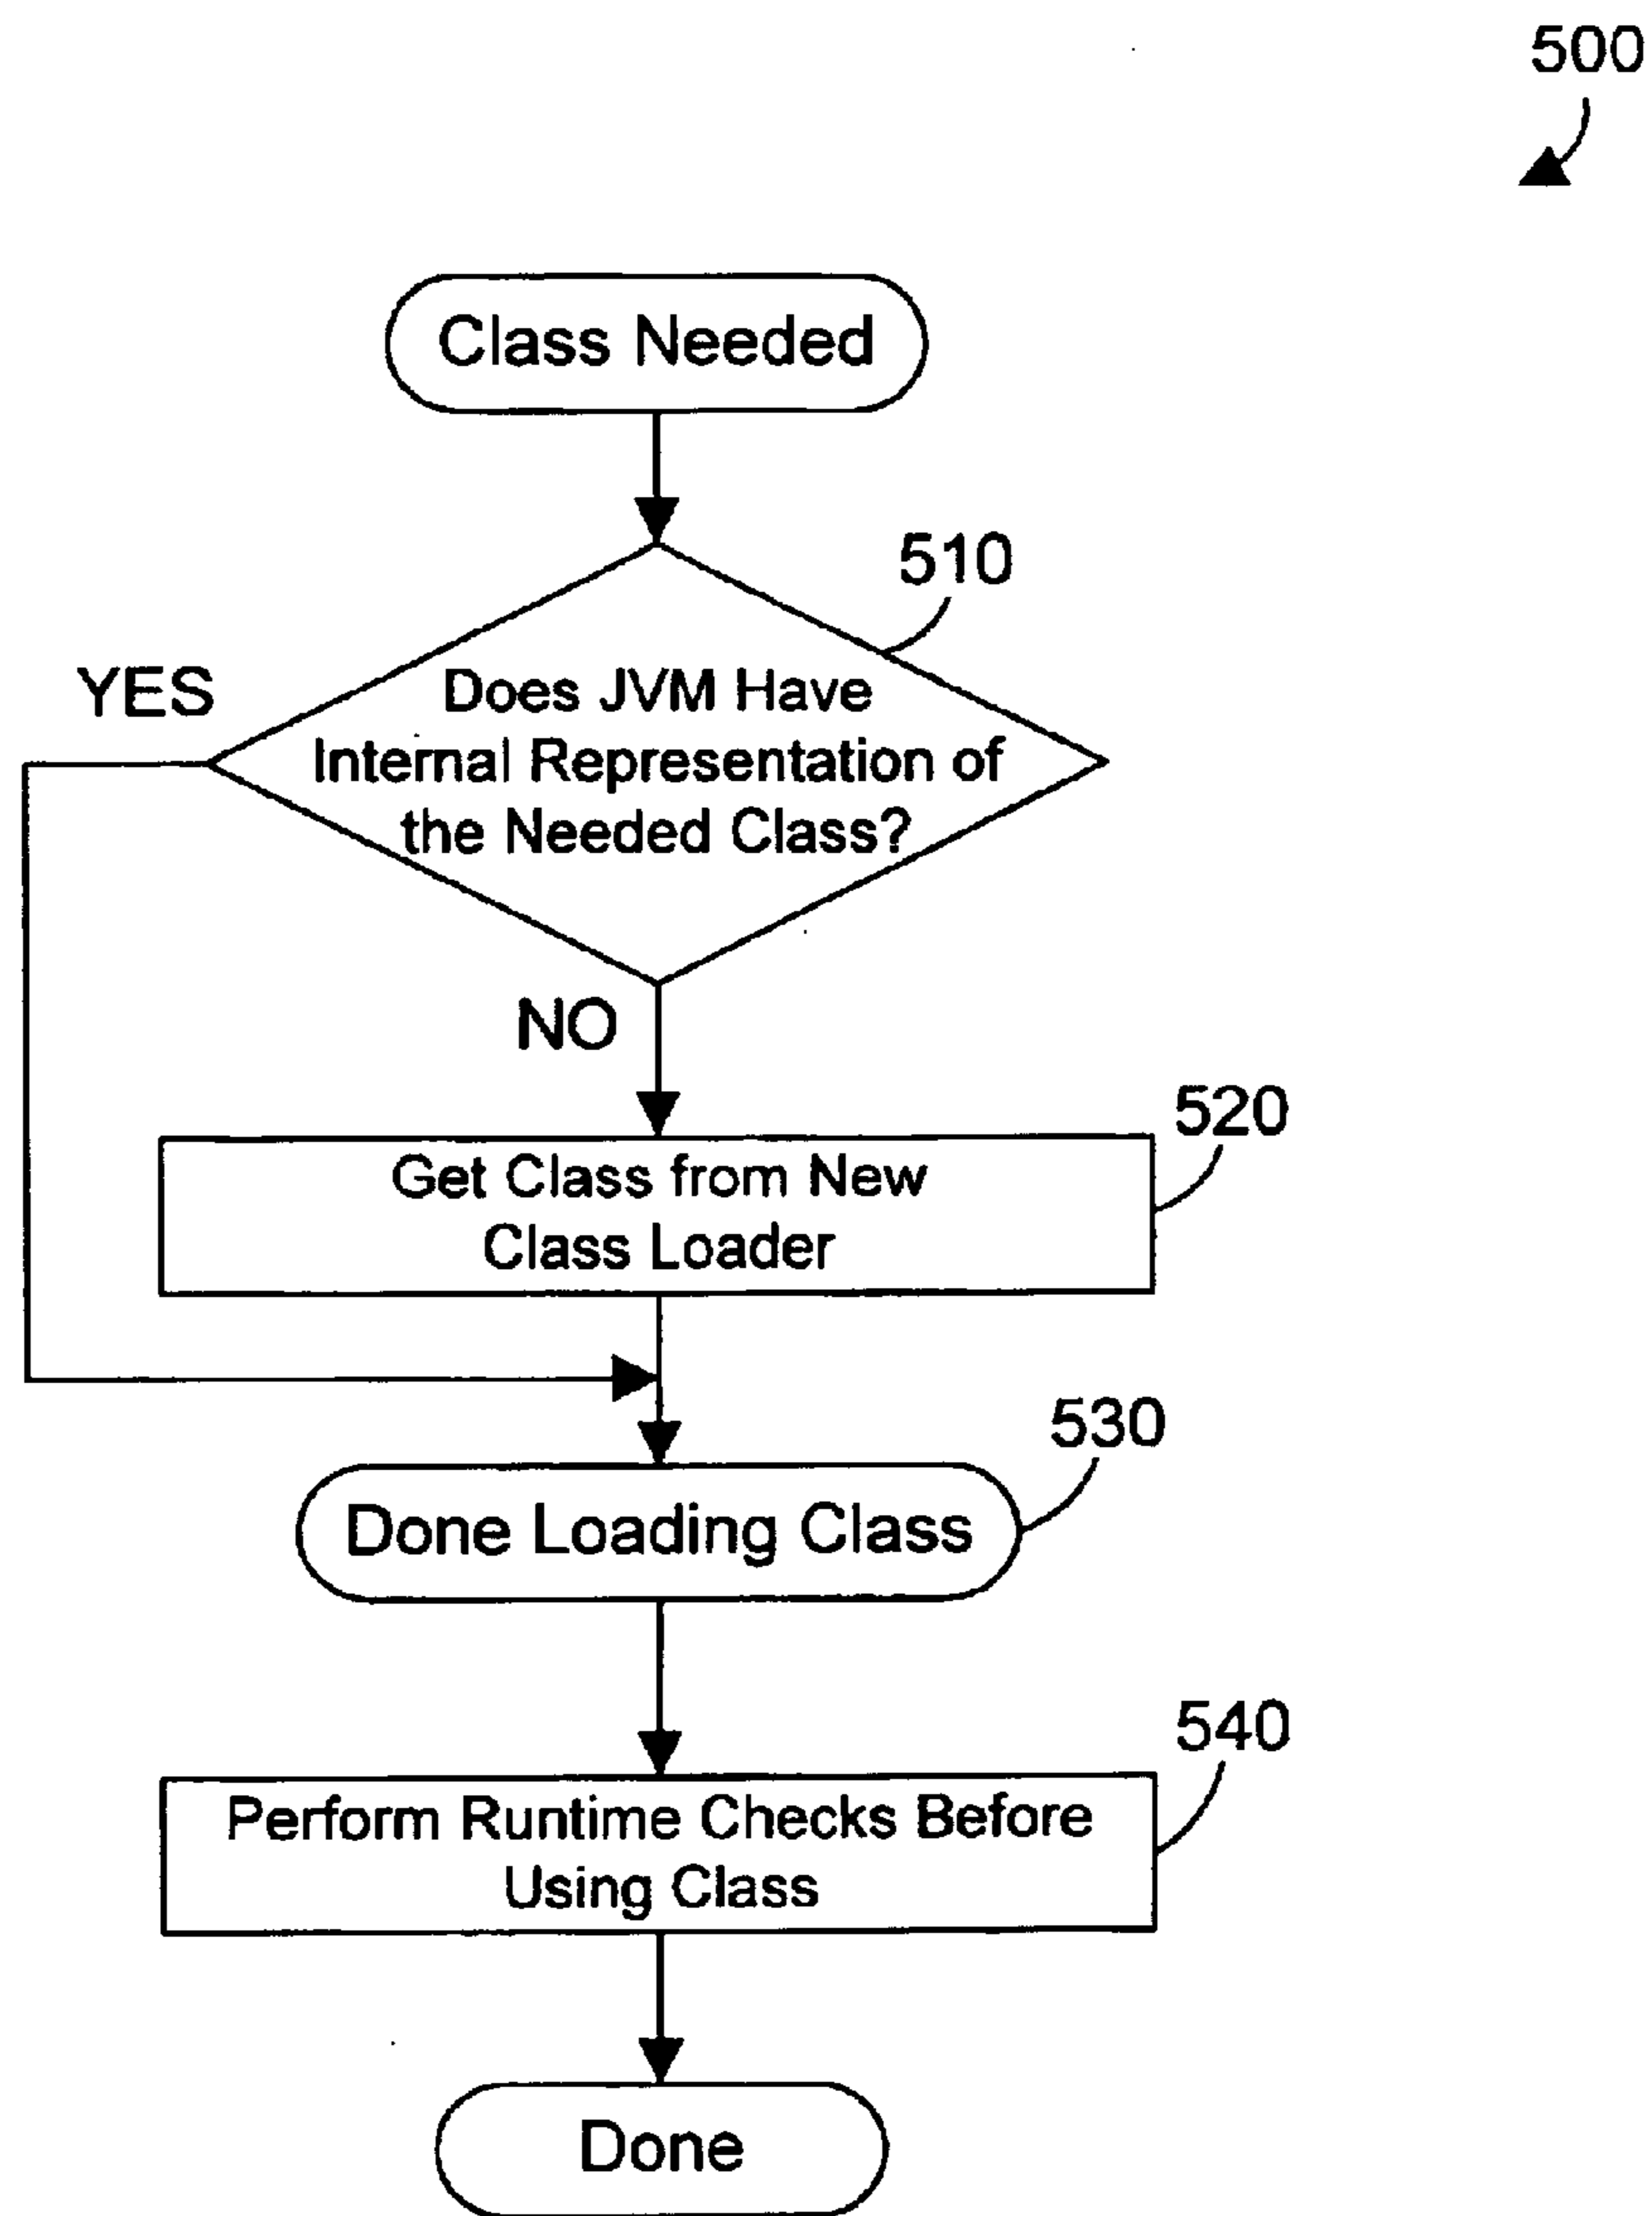 500
Class Needed
510
YES
Does JVM Have
Internal Representation of
the Needed Class?
NO
520
Get Class from New
Class Loader
530
Done Loading Class
540
Perform Runtime Checks Before
Using Class
Done